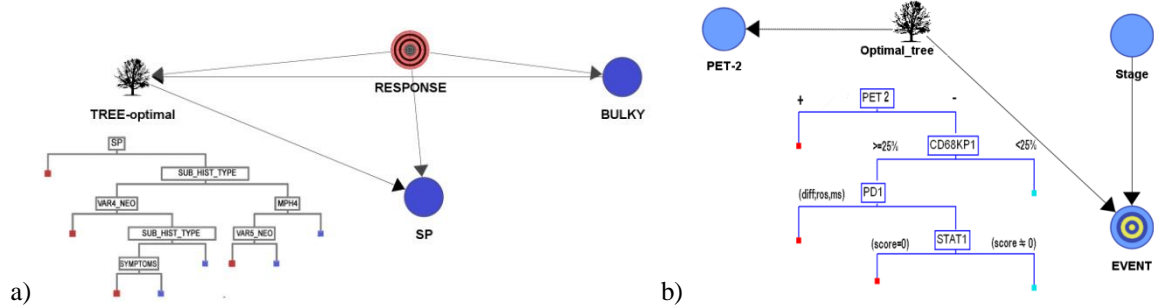 RESPONSE
TREE-optimal
BULKY
SP
SP
SUB_HIST_TYPE
VAR4_NEO
MPH4
SUB_HIST_TYPE
VAR5_NEO
SYMPTOMS
a)
PET-2
Optimal_tree
Stage
+
PET 2
-
>=25%
CD68KP1
<25%
(diff;ros,ms)
PD1
(score=0)
STAT1
(score ≒ 0)
EVENT
b)